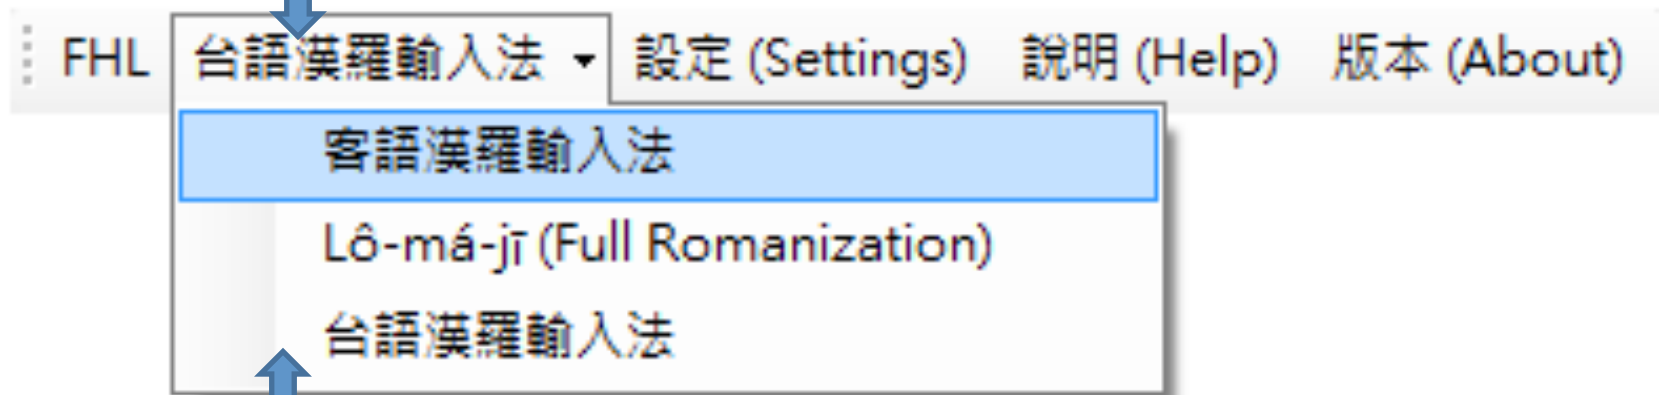 FHL 台語漢羅輸入法 設定 (Settings) 說明 (Help) 版本 (About)
客語漢羅輸入法
Lô-má-jī (Full Romanization)
台語漢羅輸入法